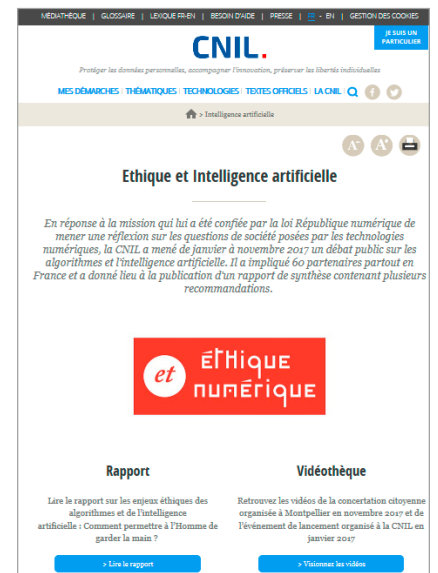 MÉDIATHÈQUE | GLOSSAIRE | LEXIQUE FR-EN | BESOIN D'AIDE | PRESSE | - EN | GESTION DES COOKIES
JE SUIS UN
PARTICULIER
CNIL.
Protéger les données personnelles, accompagner l'innovation, préserver les libertés individuelles
MES DÉMARCHES | THÉMATIQUES | TECHNOLOGIES | TEXTES OFFICIELS | LA CNIL |
> Intelligence artificielle
A- A+
Ethique et Intelligence artificielle
En réponse à la mission qui lui a été confiée par la loi République numérique de
mener une réflexion sur les questions de société posées par les technologies
numériques, la CNIL a mené de janvier à novembre 2017 un débat public sur les
algorithmes et l'intelligence artificielle. Il a impliqué 60 partenaires partout en
France et a donné lieu à la publication d'un rapport de synthèse contenant plusieurs
recommandations.
et ÉTHIQUE
NUMÉRIQUE
Rapport
Lire le rapport sur les enjeux éthiques des
algorithmes et de l'intelligence
artificielle : Comment permettre à l'Homme de
garder la main ?
> Lire le rapport
Vidéothèque
Retrouvez les vidéos de la concertation citoyenne
organisée à Montpellier en novembre 2017 et de
l'événement de lancement organisé à la CNIL en
janvier 2017
> Visionnez les vidéos